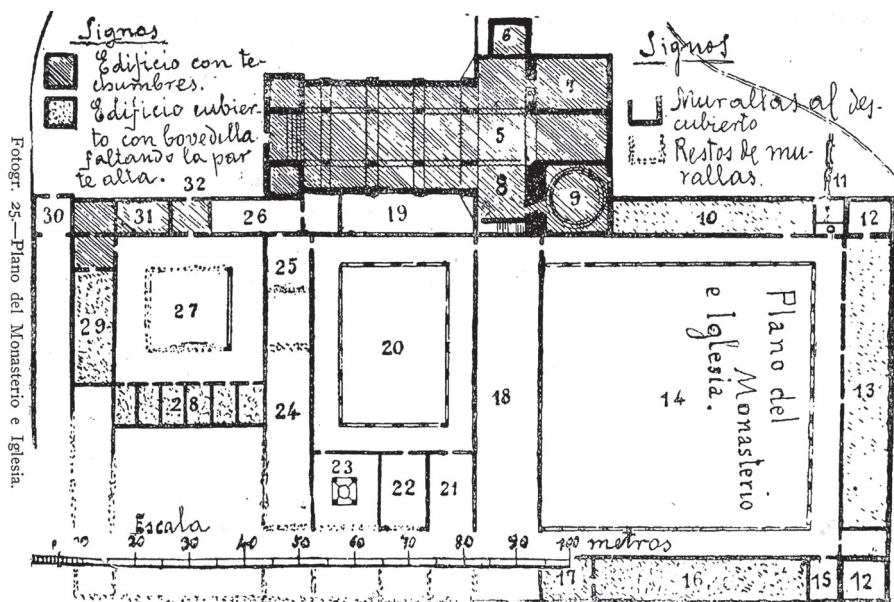 Signos
Edificio con te-
chumbres.
Edificio cubier-
to con bovedilla
faltando la par
te alta.
Signos
Murallas al des-
cubierto
Restos de mu-
rallas.
6
7
5
8
9
32
30
31
26
19
10
11
12
25
29
27
20
18
14
13
Plano del
Monasterio
e Iglesia.
28
24
23
22
21
Escala
10 20 30 40 50 60 70 80 90 100 metros
17
16
15
12
Fotogr. 25.—Plano del Monasterio e Iglesia.